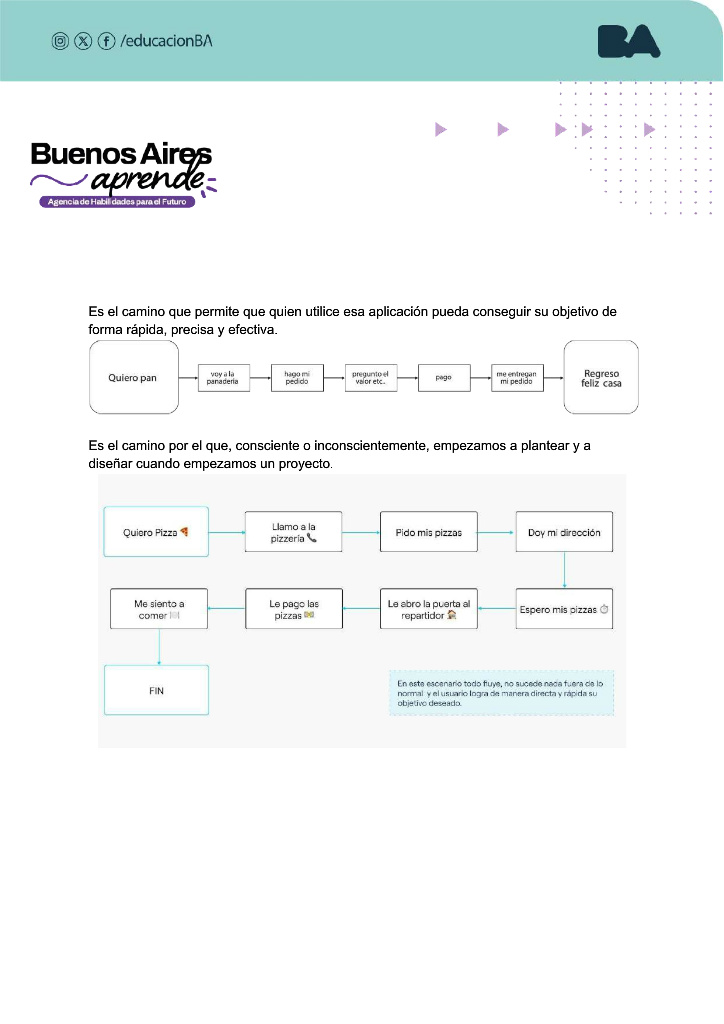 /educacionBA
BA
Buenos Aires
aprende
Agencia de Habilidades para el Futuro
Es el camino que permite que quien utilice esa aplicación pueda conseguir su objetivo de
forma rápida, precisa y efectiva.
Quiero pan
voy a la
panadería
hago mi
pedido
pregunto el
valor etc.
pago
me entregan
mi pedido
Regreso
feliz casa
Es el camino por el que, consciente o inconscientemente, empezamos a plantear y a
diseñar cuando empezamos un proyecto.
Quiero Pizza 🍕
Llamo a la
pizzería 📞
Pido mis pizzas
Doy mi dirección
Espero mis pizzas ⏱️
Le abro la puerta al
repartidor 🏠
Le pago las
pizzas 💵
Me siento a
comer 🍽️
FIN
En este escenario todo fluye, no sucede nada fuera de lo
normal y el usuario logra de manera directa y rápida su
objetivo deseado.